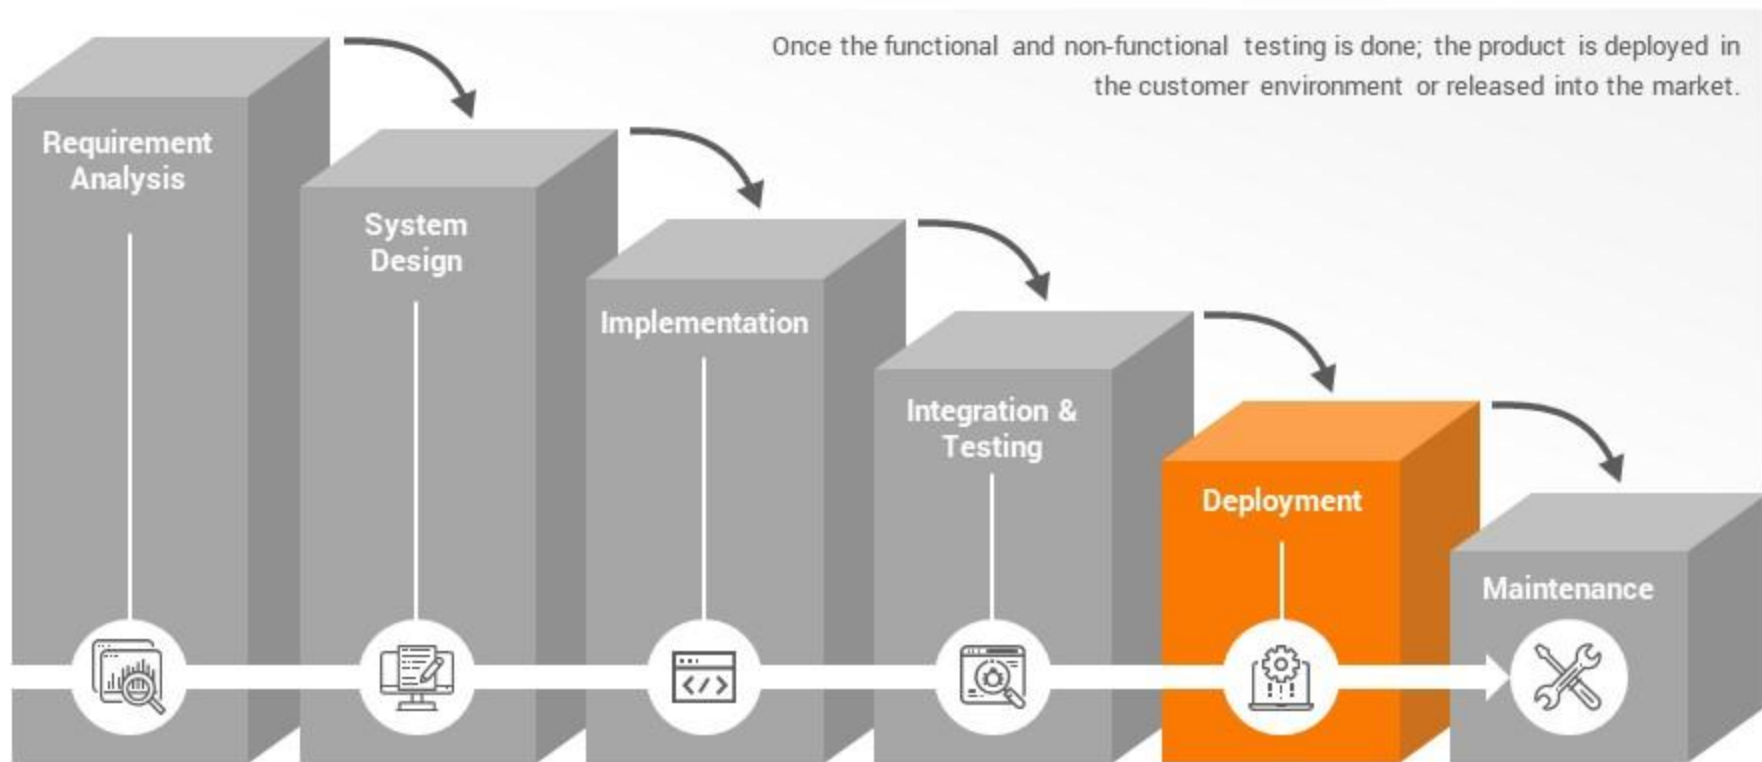 Once the functional and non-functional testing is done; the product is deployed in
the customer environment or released into the market.
Requirement
Analysis
System
Design
Implementation
Integration &
Testing
Deployment
Maintenance